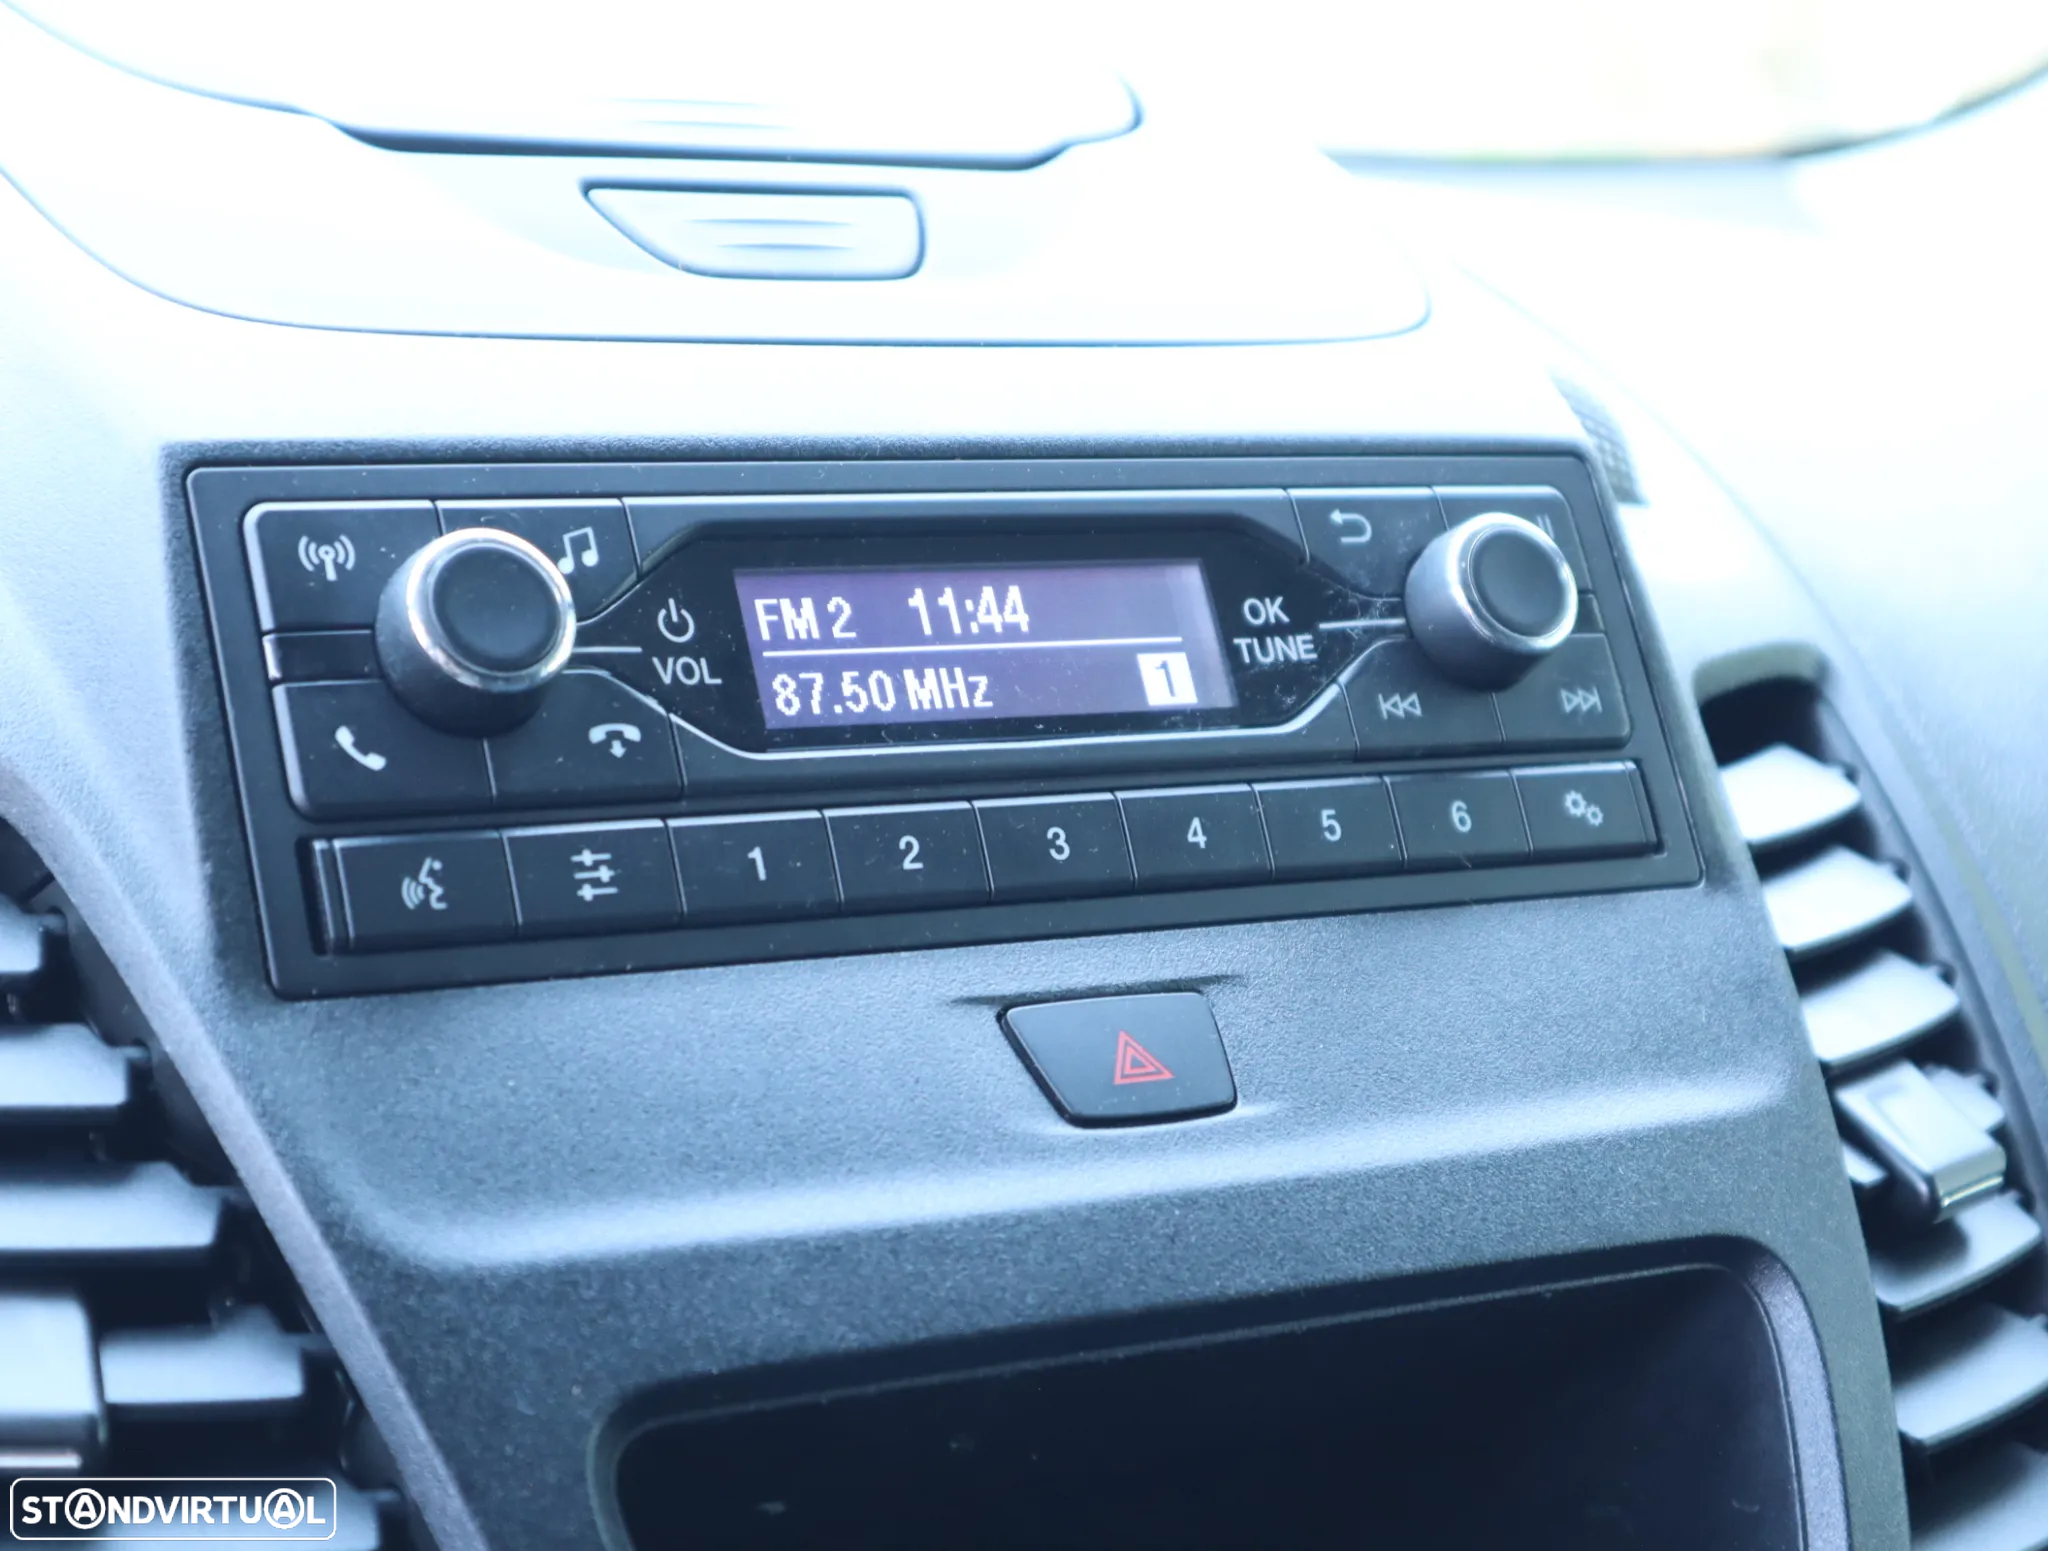 FM 2 11:44
87.50 MHz 1
VOL
OK
TUNE
1 2 3 4 5 6
STANDVIRTUAL